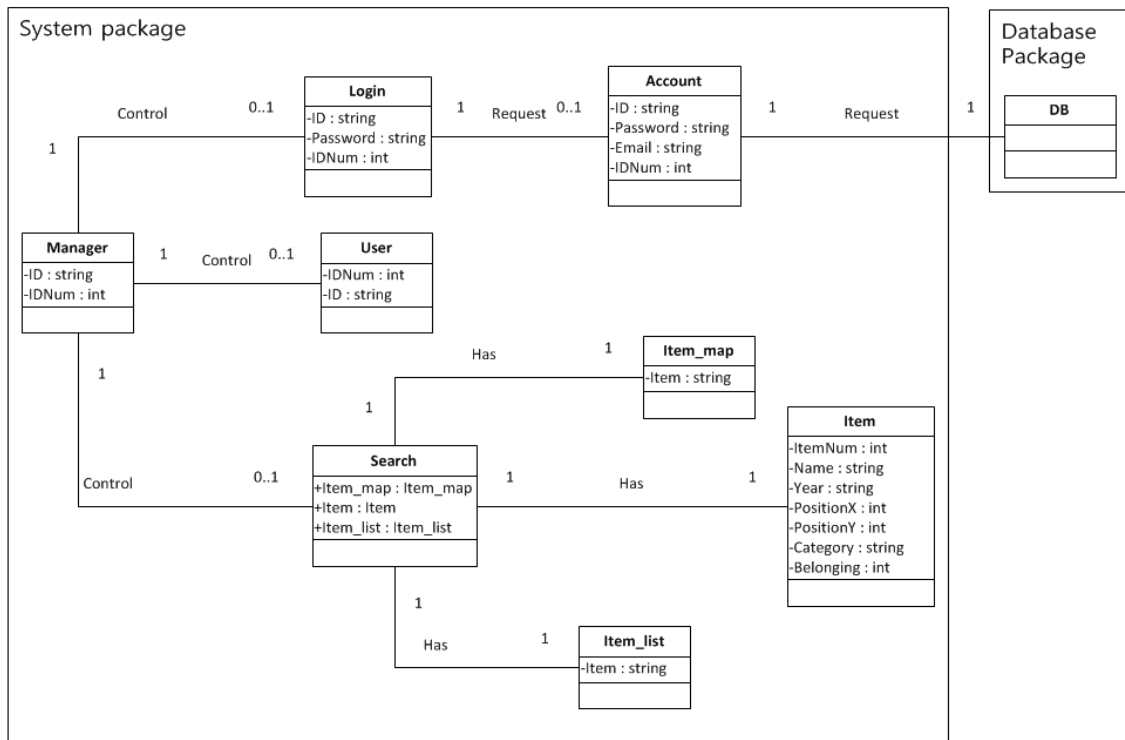 System package
Database
Package
Login
-ID : string
-Password : string
-IDNum : int
Account
-ID : string
-Password : string
-Email : string
-IDNum : int
DB
Control
0..1
1
1
Request
0..1
1
Request
1
Manager
-ID : string
-IDNum : int
1
Control
0..1
User
-IDNum : int
-ID : string
1
Control
0..1
Has
1
1
Item_map
-Item : string
Search
+Item_map : Item_map
+Item : Item
+Item_list : Item_list
1
Has
1
Item
-ItemNum : int
-Name : string
-Year : string
-PositionX : int
-PositionY : int
-Category : string
-Belonging : int
1
Has
1
Item_list
-Item : string